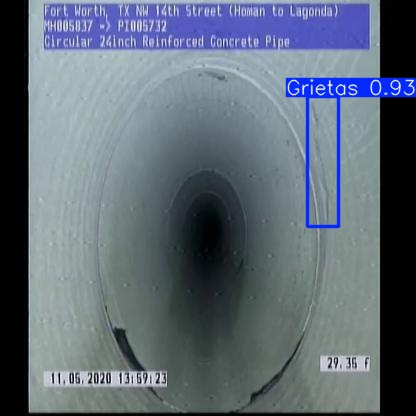 Fort Worth, TX NW 14th Street (Homan to Lagonda)
MH005837 => PI005732
Circular 24inch Reinforced Concrete Pipe
Grietas 0.93
29.35 f
11.05.2020 13:59:23